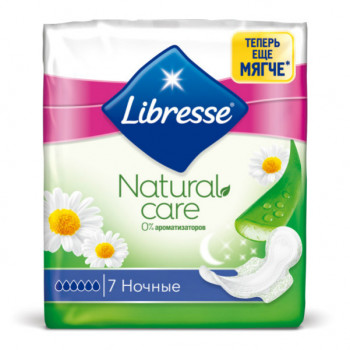 ТЕПЕРЬ ЕЩЕ
МЯГЧЕ*
Libresse
Natural
care
0% ароматизаторов
7 Ночные